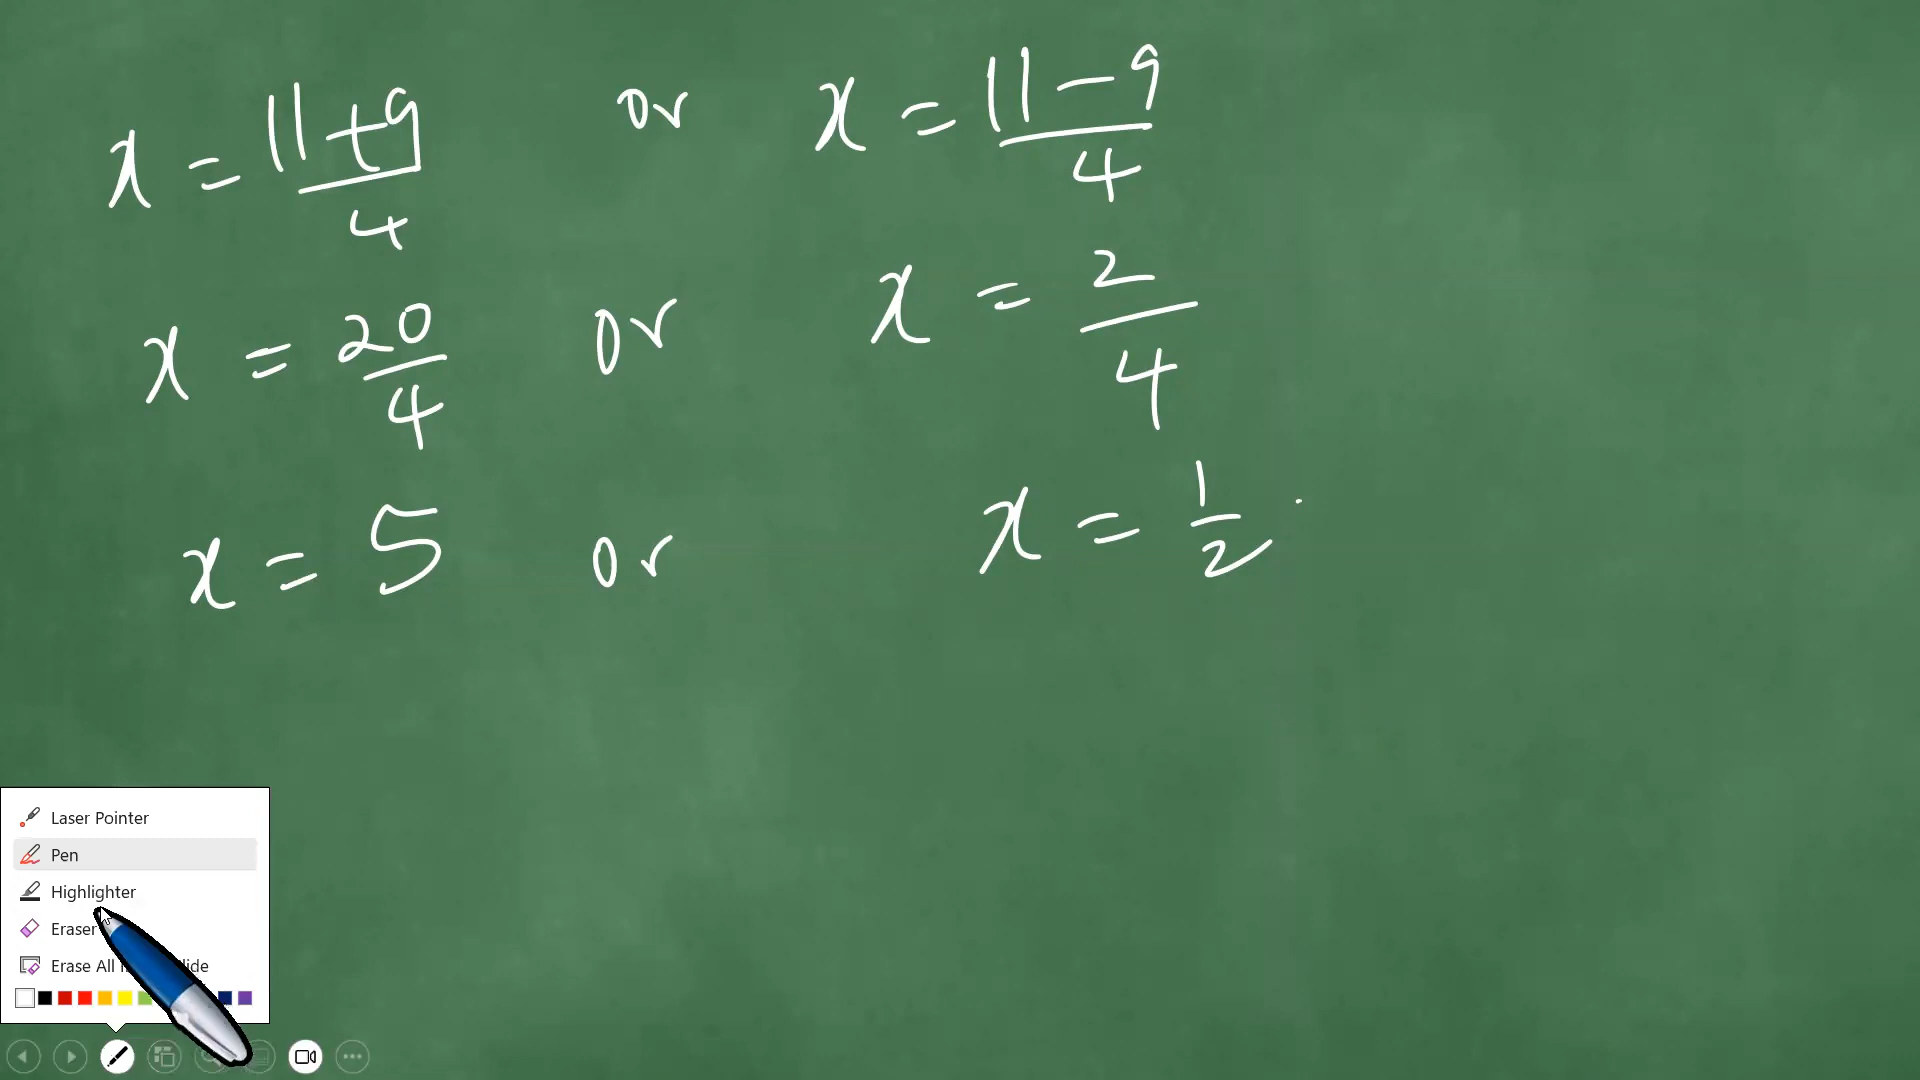 x = 11+9/4 or x = 11-9/4
x = 20/4 or x = 2/4
x = 5 or x = 1/2
Laser Pointer
Pen
Highlighter
Eraser
Erase All